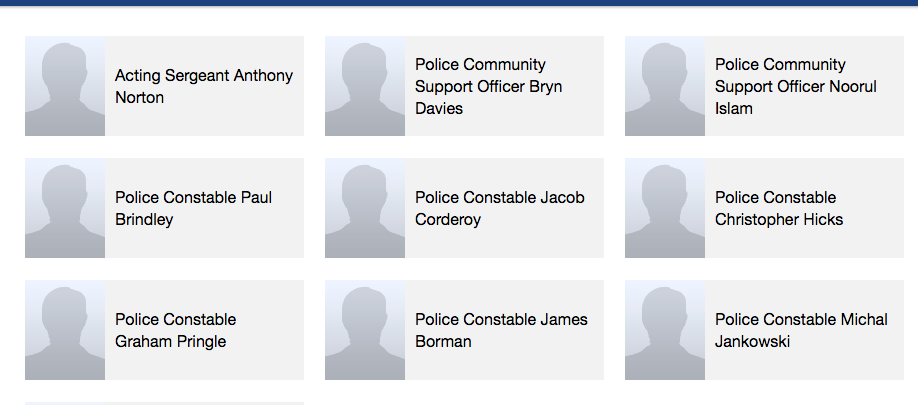 Acting Sergeant Anthony
Norton
Police Community
Support Officer Bryn
Davies
Police Community
Support Officer Noorul
Islam
Police Constable Paul
Brindley
Police Constable Jacob
Corderoy
Police Constable
Christopher Hicks
Police Constable
Graham Pringle
Police Constable James
Borman
Police Constable Michal
Jankowski